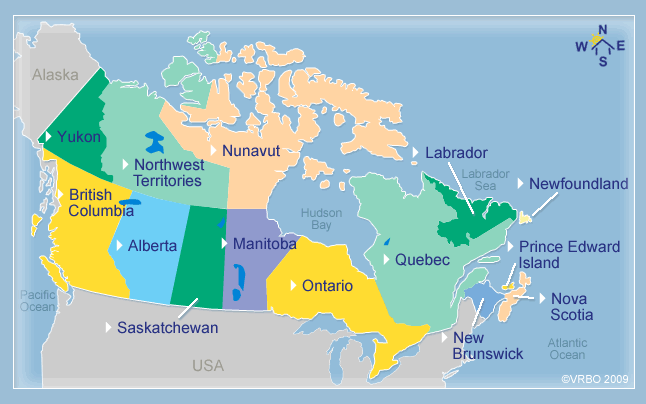 N
W E
S
Alaska
Yukon
Northwest
Territories
Nunavut
Labrador
Labrador
Sea
Newfoundland
British
Columbia
Hudson
Bay
Alberta
Manitoba
Quebec
Prince Edward
Island
Ontario
Pacific
Ocean
Nova
Scotia
Saskatchewan
New
Brunswick
Atlantic
Ocean
USA
©VRBO 2009